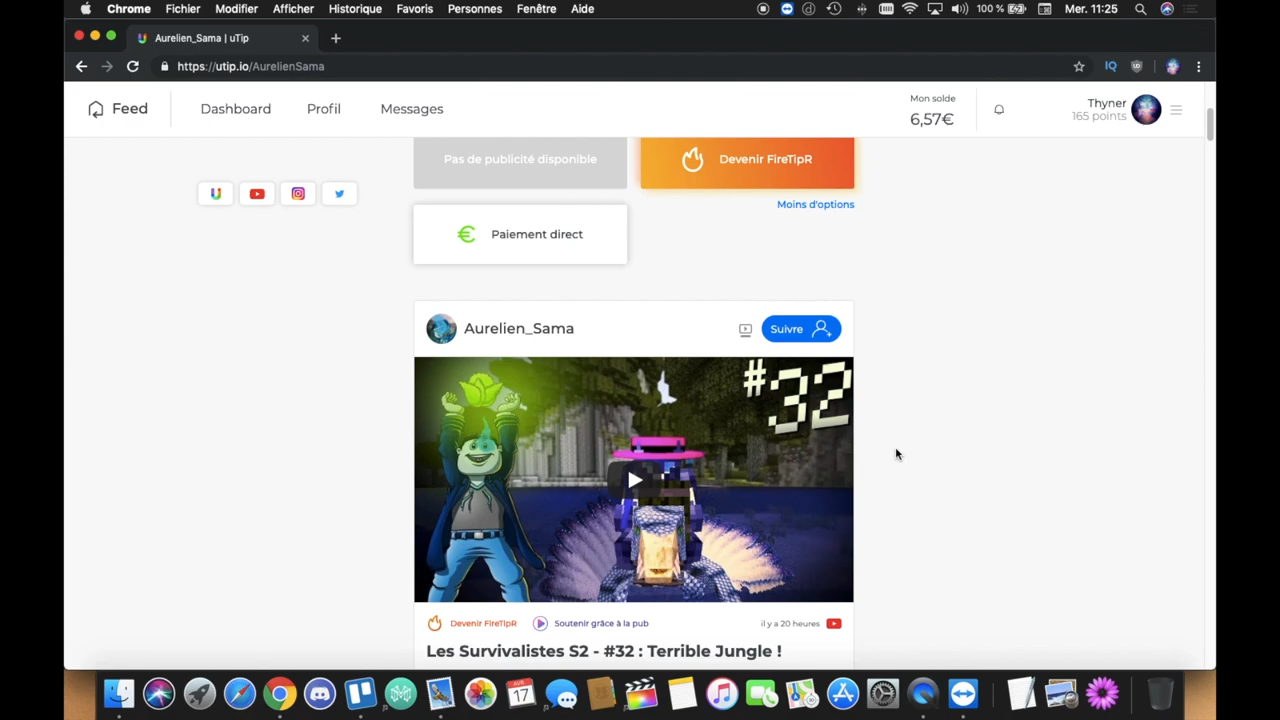 Chrome Fichier Modifier Afficher Historique Favoris Personnes Fenêtre Aide 100 % Mer. 11:25
Aurelien_Sama | uTip
https://utip.io/AurelienSama
Feed Dashboard Profil Messages
Mon solde
6,57€
Thyner
165 points
Pas de publicité disponible
Devenir FireTipR
Moins d'options
€ Paiement direct
Aurelien_Sama
Suivre
#32
Devenir FireTipR Soutenir grâce à la pub il y a 20 heures
Les Survivalistes S2 - #32 : Terrible Jungle !
17